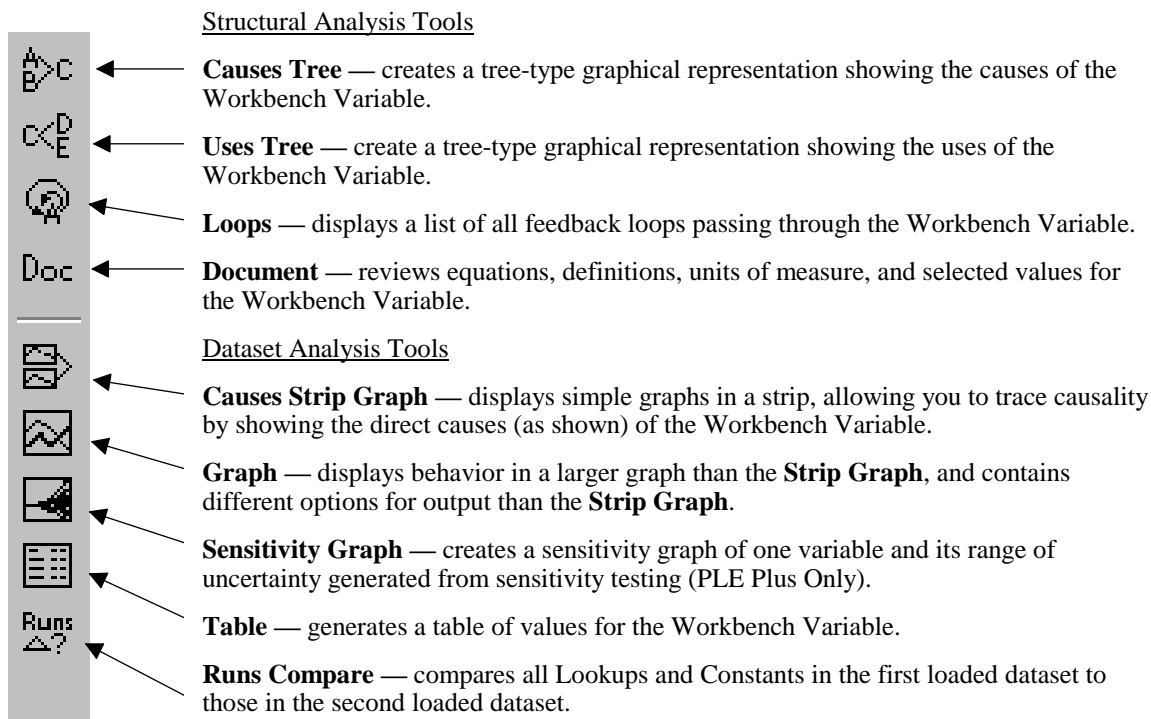 Structural Analysis Tools
A
B>C
Causes Tree — creates a tree-type graphical representation showing the causes of the
Workbench Variable.
C<D
E
Uses Tree — create a tree-type graphical representation showing the uses of the
Workbench Variable.
A
Loops — displays a list of all feedback loops passing through the Workbench Variable.
Doc
Document — reviews equations, definitions, units of measure, and selected values for
the Workbench Variable.
Dataset Analysis Tools
Causes Strip Graph — displays simple graphs in a strip, allowing you to trace causality
by showing the direct causes (as shown) of the Workbench Variable.
Graph — displays behavior in a larger graph than the Strip Graph, and contains
different options for output than the Strip Graph.
Sensitivity Graph — creates a sensitivity graph of one variable and its range of
uncertainty generated from sensitivity testing (PLE Plus Only).
Table — generates a table of values for the Workbench Variable.
Runs
△?
Runs Compare — compares all Lookups and Constants in the first loaded dataset to
those in the second loaded dataset.